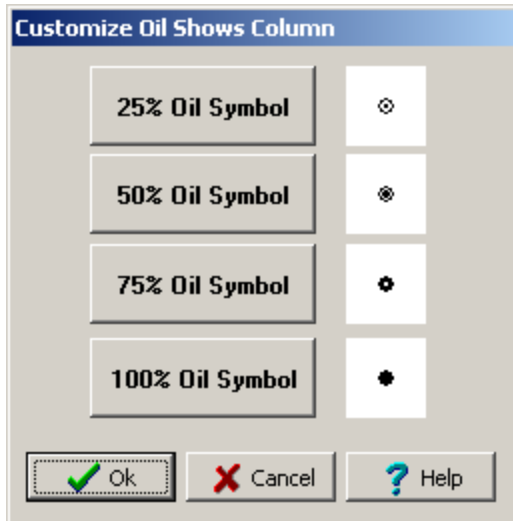 Customize Oil Shows Column
25% Oil Symbol
50% Oil Symbol
75% Oil Symbol
100% Oil Symbol
Ok Cancel Help